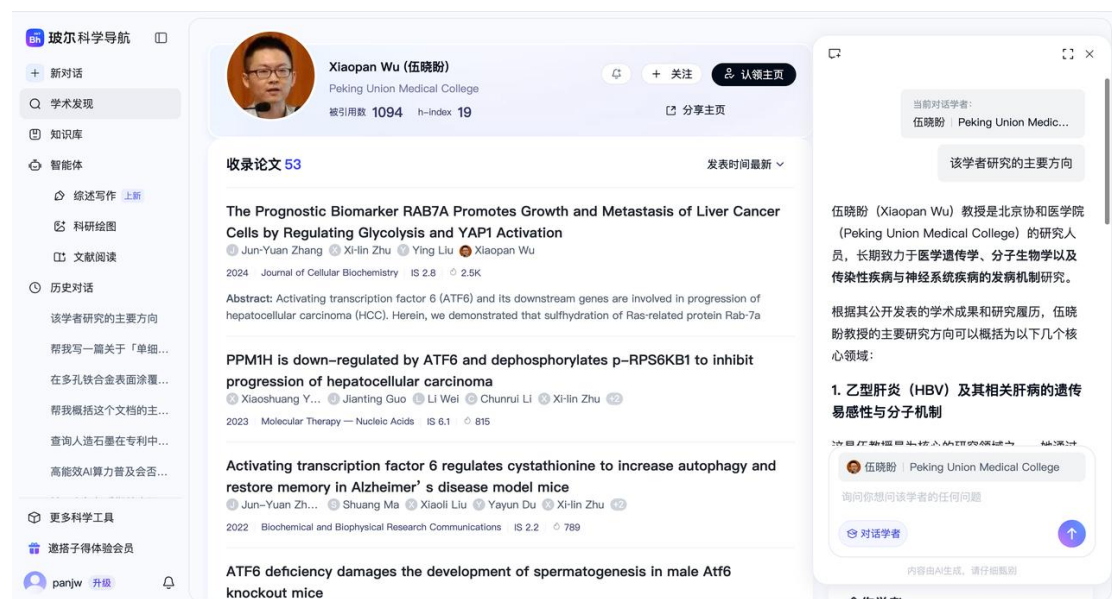 Bh 玻尔科学导航
新对话
学术发现
知识库
智能体
综述写作 上新
科研绘图
文献阅读
历史对话
该学者研究的主要方向
帮我写一篇关于「单细...
在多孔铁合金表面涂覆...
帮我概括这个文档的主...
查询人造石墨在专利中...
高能效AI算力普及会否...
更多科学工具
邀搭子得体验会员
panjw 升级
Xiaopan Wu (伍晓盼)
Peking Union Medical College
被引用数 1094 h-index 19
+ 关注
认领主页
分享主页
收录论文 53
发表时间最新
The Prognostic Biomarker RAB7A Promotes Growth and Metastasis of Liver Cancer
Cells by Regulating Glycolysis and YAP1 Activation
J Jun-Yuan Zhang X Xi-lin Zhu Y Ying Liu Xiaopan Wu
2024 Journal of Cellular Biochemistry IS 2.8 2.5K
Abstract: Activating transcription factor 6 (ATF6) and its downstream genes are involved in progression of
hepatocellular carcinoma (HCC). Herein, we demonstrated that sulfhydration of Ras-related protein Rab-7a
PPM1H is down-regulated by ATF6 and dephosphorylates p-RPS6KB1 to inhibit
progression of hepatocellular carcinoma
X Xiaoshuang Y... J Jianting Guo L Li Wei C Chunrui Li X Xi-lin Zhu +2
2023 Molecular Therapy — Nucleic Acids IS 6.1 815
Activating transcription factor 6 regulates cystathionine to increase autophagy and
restore memory in Alzheimer' s disease model mice
J Jun-Yuan Zh... S Shuang Ma X Xiaoli Liu Y Yayun Du X Xi-lin Zhu +2
2022 Biochemical and Biophysical Research Communications IS 2.2 789
ATF6 deficiency damages the development of spermatogenesis in male Atf6
knockout mice
当前对话学者:
伍晓盼 | Peking Union Medic...
该学者研究的主要方向
伍晓盼（Xiaopan Wu）教授是北京协和医学院
（Peking Union Medical College）的研究人
员，长期致力于医学遗传学、分子生物学以及
传染性疾病与神经系统疾病的发病机制研究。
根据其公开发表的学术成果和研究履历，伍晓
盼教授的主要研究方向可以概括为以下几个核
心领域：
1. 乙型肝炎（HBV）及其相关肝病的遗传
易感性与分子机制
伍晓盼 | Peking Union Medical College
询问你想问该学者的任何问题
对话学者
内容由AI生成，请仔细甄别